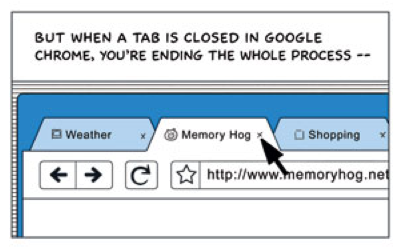 BUT WHEN A TAB IS CLOSED IN GOOGLE
CHROME, YOU'RE ENDING THE WHOLE PROCESS --
Weather x Memory Hog x Shopping x
http://www.memoryhog.net